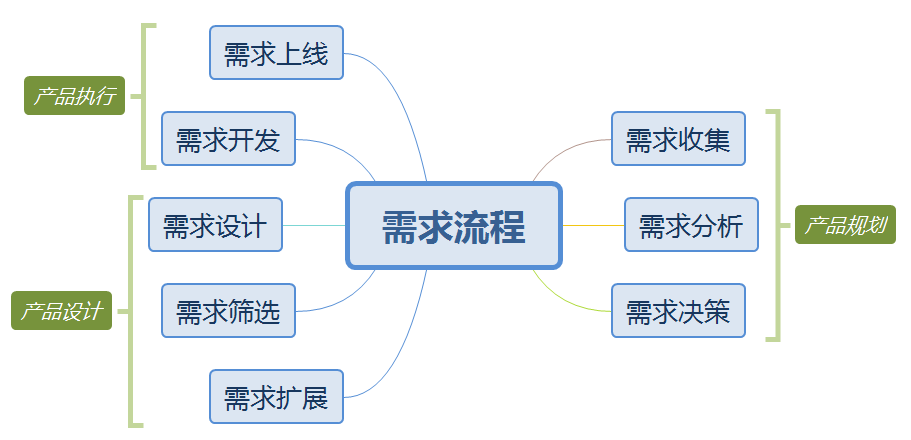 需求上线
产品执行
需求开发
需求设计
产品设计
需求筛选
需求扩展
需求流程
需求收集
需求分析
产品规划
需求决策